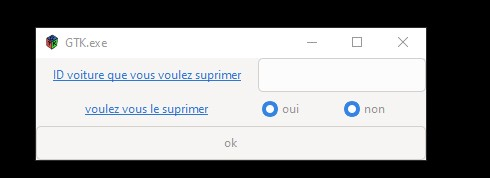 GTK.exe
ID voiture que vous voulez suprimer
voulez vous le suprimer oui non
ok